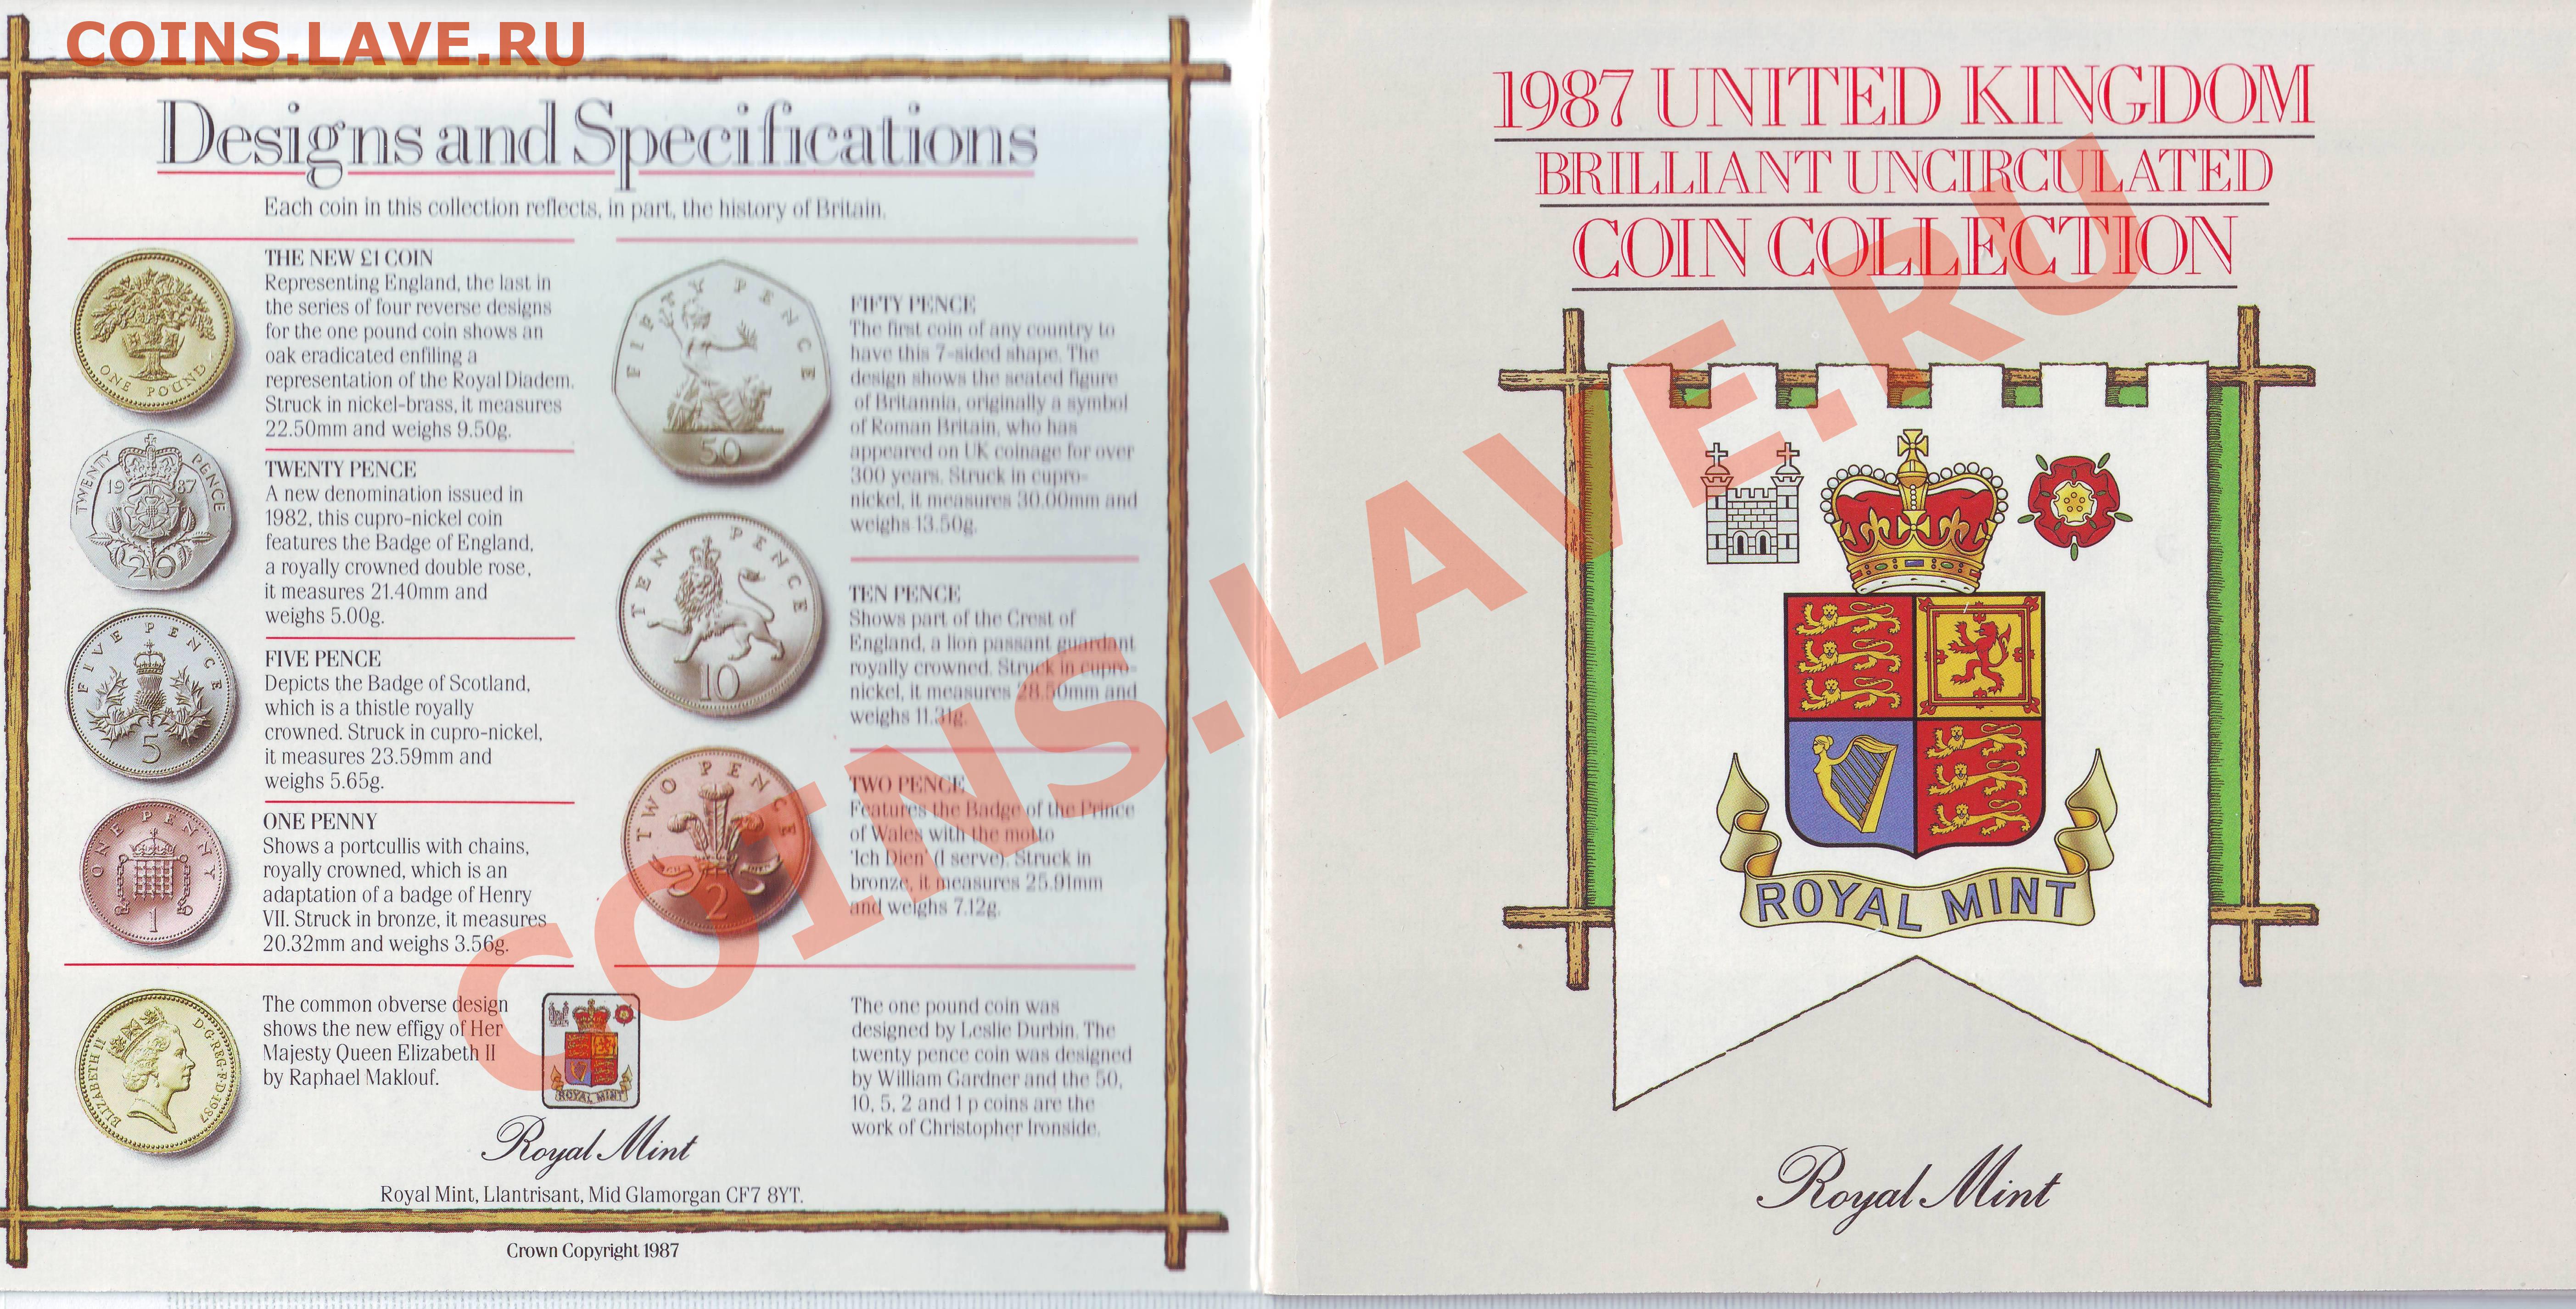 COINS.LAVE.RU
Designs and Specifications
Each coin in this collection reflects, in part, the history of Britain.
THE NEW £1 COIN
Representing England, the last in
the series of four reverse designs
for the one pound coin shows an
oak eradicated enfiling a
representation of the Royal Diadem.
Struck in nickel-brass, it measures
22.50mm and weighs 9.50g.
ONE POUND
TWENTY PENCE
A new denomination issued in
1982, this cupro-nickel coin
features the Badge of England,
a royally crowned double rose,
it measures 21.40mm and
weighs 5.00g.
TWENTY PENCE
1987
20
FIVE PENCE
Depicts the Badge of Scotland,
which is a thistle royally
crowned. Struck in cupro-nickel,
it measures 23.59mm and
weighs 5.65g.
FIVE PENCE
5
ONE PENNY
Shows a portcullis with chains,
royally crowned, which is an
adaptation of a badge of Henry
VII. Struck in bronze, it measures
20.32mm and weighs 3.56g.
ONE PENNY
1
FIFTY PENCE
50
FIFTY PENCE
The first coin of any country to
have this 7-sided shape. The
design shows the seated figure
of Britannia, originally a symbol
of Roman Britain, who has
appeared on UK coinage for over
300 years. Struck in cupro-
nickel, it measures 30.00mm and
weighs 13.50g.
TEN PENCE
10
TEN PENCE
Shows part of the Crest of
England, a lion passant guardant
royally crowned. Struck in cupro-
nickel, it measures 28.50mm and
weighs 11.31g.
TWO PENCE
2
TWO PENCE
Features the Badge of the Prince
of Wales with the motto
'Ich Dien' (I serve). Struck in
bronze, it measures 25.91mm
and weighs 7.12g.
ELIZABETH II D·G·REG·F·D·1987
The common obverse design
shows the new effigy of Her
Majesty Queen Elizabeth II
by Raphael Maklouf.
ROYAL MINT
The one pound coin was
designed by Leslie Durbin. The
twenty pence coin was designed
by William Gardner and the 50,
10, 5, 2 and 1p coins are the
work of Christopher Ironside.
Royal Mint
Royal Mint, Llantrisant, Mid Glamorgan CF7 8YT.
Crown Copyright 1987
1987 UNITED KINGDOM
BRILLIANT UNCIRCULATED
COIN COLLECTION
ROYAL MINT
Royal Mint
COINS.LAVE.RU